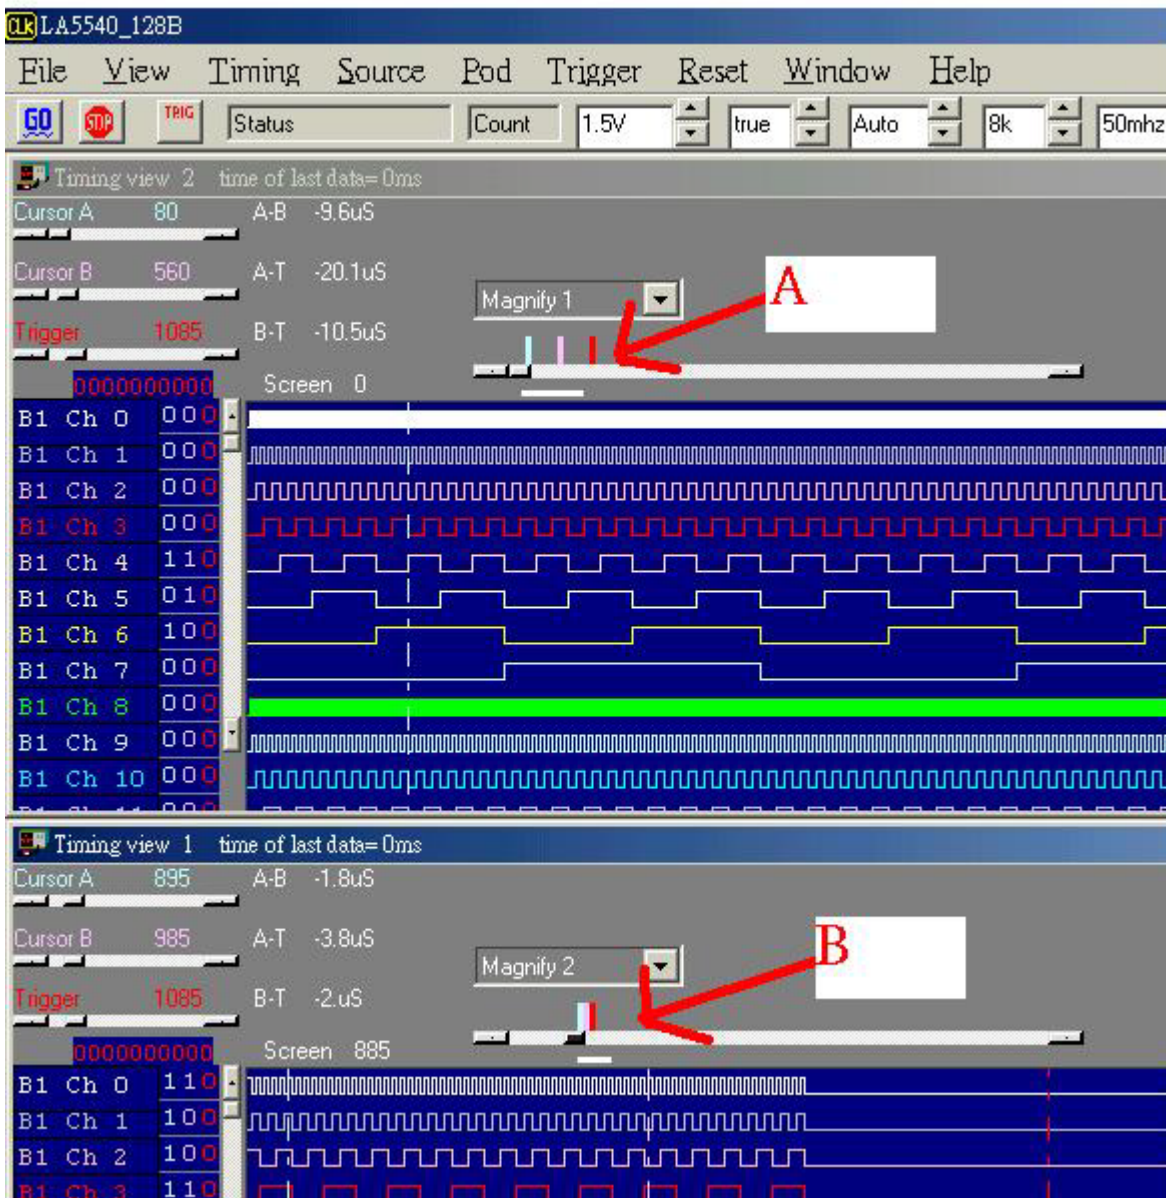 CLK LA5540_128B
File View Timing Source Pod Trigger Reset Window Help
GO STOP TRIG Status Count 1.5V true Auto 8k 50mhz
Timing view 2 time of last data=0ms
Cursor A 80 A-B -9.6uS
Cursor B 560 A-T -20.1uS
Magnify 1 A
Trigger 1085 B-T -10.5uS
0000000000 Screen 0
B1 Ch 0 000
B1 Ch 1 000
B1 Ch 2 000
B1 Ch 3 000
B1 Ch 4 110
B1 Ch 5 010
B1 Ch 6 100
B1 Ch 7 000
B1 Ch 8 000
B1 Ch 9 000
B1 Ch 10 000
Timing view 1 time of last data=0ms
Cursor A 895 A-B -1.8uS
Cursor B 985 A-T -3.8uS
Magnify 2 B
Trigger 1085 B-T -2.uS
0000000000 Screen 885
B1 Ch 0 110
B1 Ch 1 100
B1 Ch 2 100
B1 Ch 3 110